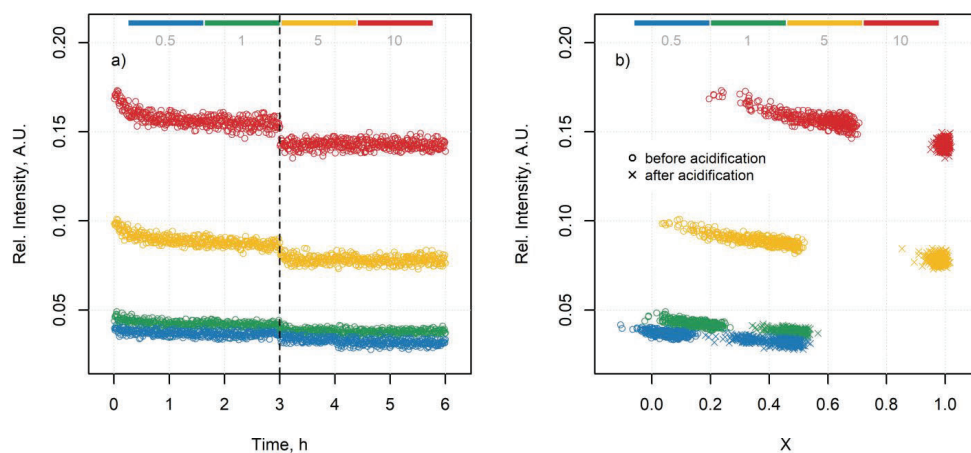 0.5 1 5 10
a)
0.20
0.15
0.10
0.05
Rel. Intensity, A.U.
0 1 2 3 4 5 6
Time, h
0.5 1 5 10
b)
0.20
0.15
0.10
0.05
Rel. Intensity, A.U.
before acidification
after acidification
0.0 0.2 0.4 0.6 0.8 1.0
X